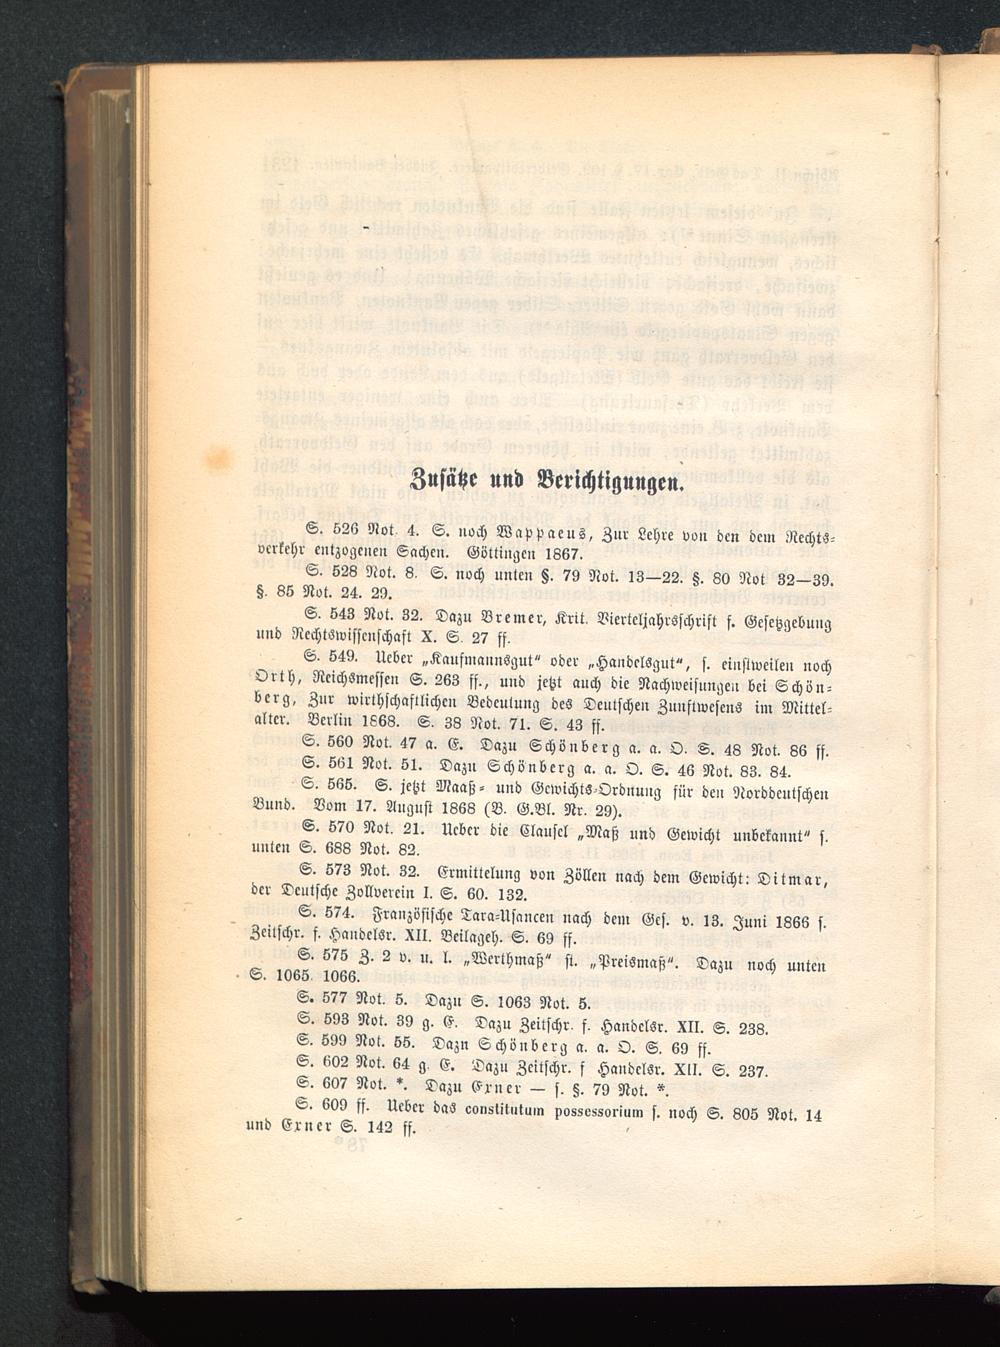 Zusätze und Berichtigungen.
S. 526 Not. 4. S. noch Wappaeus, Zur Lehre von den dem Rechts-
verkehr entzogenen Sachen. Göttingen 1867.
S. 528 Not. 8. S. noch unten §. 79 Not. 13—22. §. 80 Not 32—39.
§. 85 Not. 24. 29.
S. 543 Not. 32. Dazu Bremer, Krit. Vierteljahrsschrift f. Gesetzgebung
und Rechtswissenschaft X. S. 27 ff.
S. 549. Ueber „Kaufmannsgut“ oder „Handelsgut“, s. einstweilen noch
Orth, Reichsmessen S. 263 ff., und jetzt auch die Nachweisungen bei Schön-
berg, Zur wirthschaftlichen Bedeutung des Deutschen Zunftwesens im Mittel-
alter. Berlin 1868. S. 38 Not. 71. S. 43 ff.
S. 560 Not. 47 a. E. Dazu Schönberg a. a. O. S. 48 Not. 86 ff.
S. 561 Not. 51. Dazu Schönberg a. a. O. S. 46 Not. 83. 84.
S. 565. S. jetzt Maaß- und Gewichts-Ordnung für den Norddeutschen
Bund. Vom 17. August 1868 (B. G.Bl. Nr. 29).
S. 570 Not. 21. Ueber die Clausel „Maß und Gewicht unbekannt“ s.
unten S. 688 Not. 82.
S. 573 Not. 32. Ermittelung von Zöllen nach dem Gewicht: Ditmar,
der Deutsche Zollverein I. S. 60. 132.
S. 574. Französische Tara-Usancen nach dem Ges. v. 13. Juni 1866 s.
Zeitschr. f. Handelsr. XII. Beilageh. S. 69 ff.
S. 575 Z. 2 v. u. l. „Werthmaß“ st. „Preismaß“. Dazu noch unten
S. 1065. 1066.
S. 577 Not. 5. Dazu S. 1063 Not. 5.
S. 593 Not. 39 g. E. Dazu Zeitschr. f. Handelsr. XII. S. 238.
S. 599 Not. 55. Dazn Schönberg a. a. O. S. 69 ff.
S. 602 Not. 64 g. E. Dazu Zeitschr. f Handelsr. XII. S. 237.
S. 607 Not. *. Dazu Exner — s. §. 79 Not. *.
S. 609 ff. Ueber das constitutum possessorium s. noch S. 805 Not. 14
und Exner S. 142 ff.